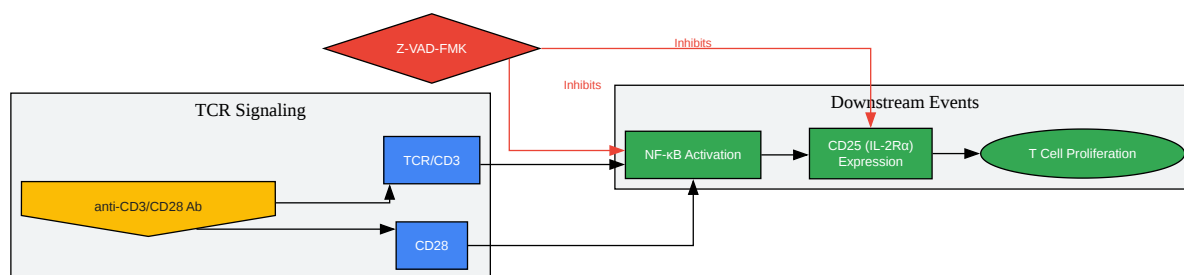 Z-VAD-FMK
Inhibits
Inhibits
TCR Signaling
Downstream Events
TCR/CD3
NF-κB Activation
CD25 (IL-2Rα)
Expression
T Cell Proliferation
anti-CD3/CD28 Ab
CD28